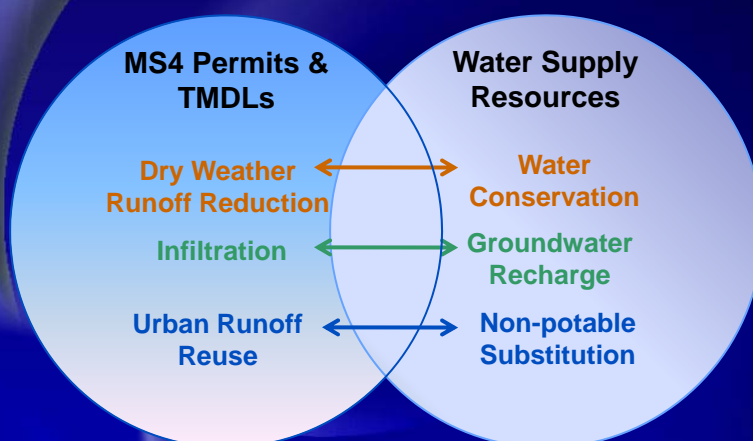 MS4 Permits &
TMDLs
Dry Weather
Runoff Reduction
Infiltration
Urban Runoff
Reuse
Water Supply
Resources
Water
Conservation
Groundwater
Recharge
Non-potable
Substitution